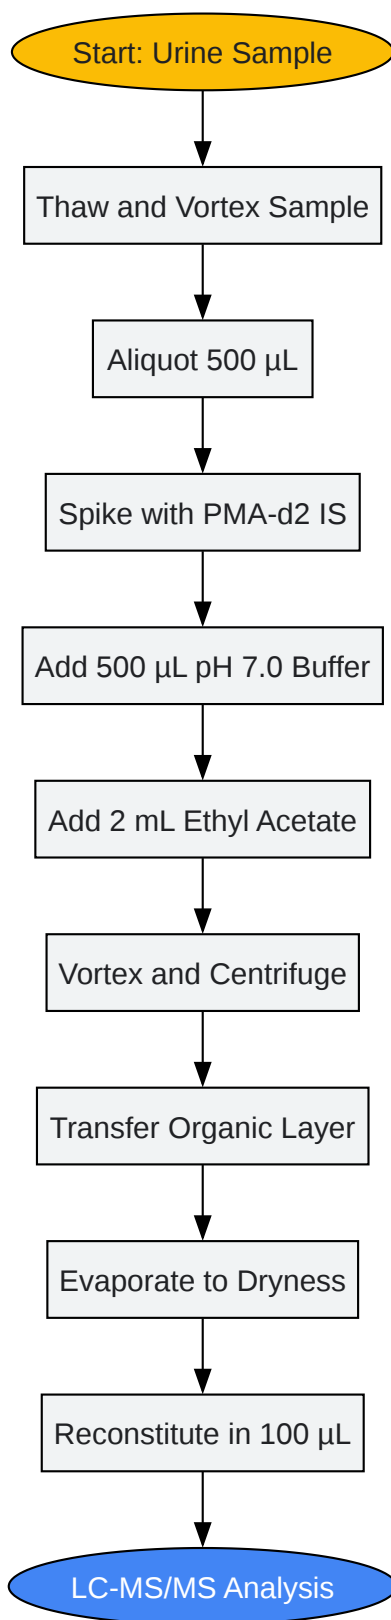 Start: Urine Sample
Thaw and Vortex Sample
Aliquot 500 µL
Spike with PMA-d2 IS
Add 500 µL pH 7.0 Buffer
Add 2 mL Ethyl Acetate
Vortex and Centrifuge
Transfer Organic Layer
Evaporate to Dryness
Reconstitute in 100 µL
LC-MS/MS Analysis